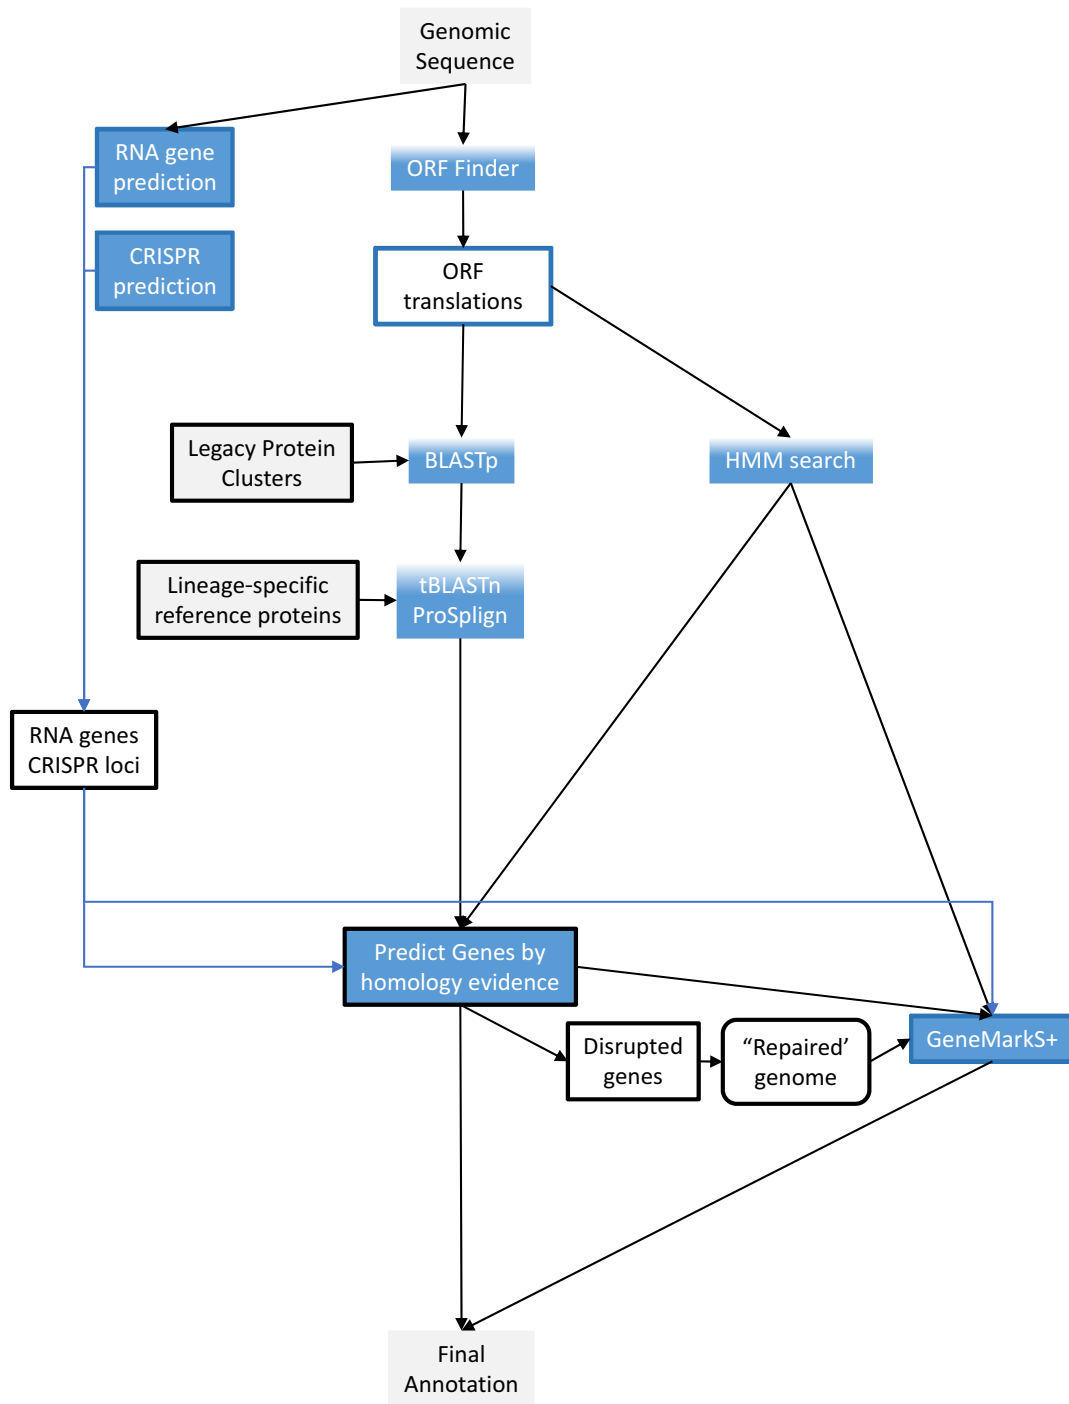 Genomic
Sequence
RNA gene
prediction
ORF Finder
CRISPR
prediction
ORF
translations
Legacy Protein
Clusters
BLASTp
HMM search
Lineage-specific
reference proteins
tBLASTn
ProSplign
RNA genes
CRISPR loci
Predict Genes by
homology evidence
Disrupted
genes
“Repaired’
genome
GeneMarkS+
Final
Annotation